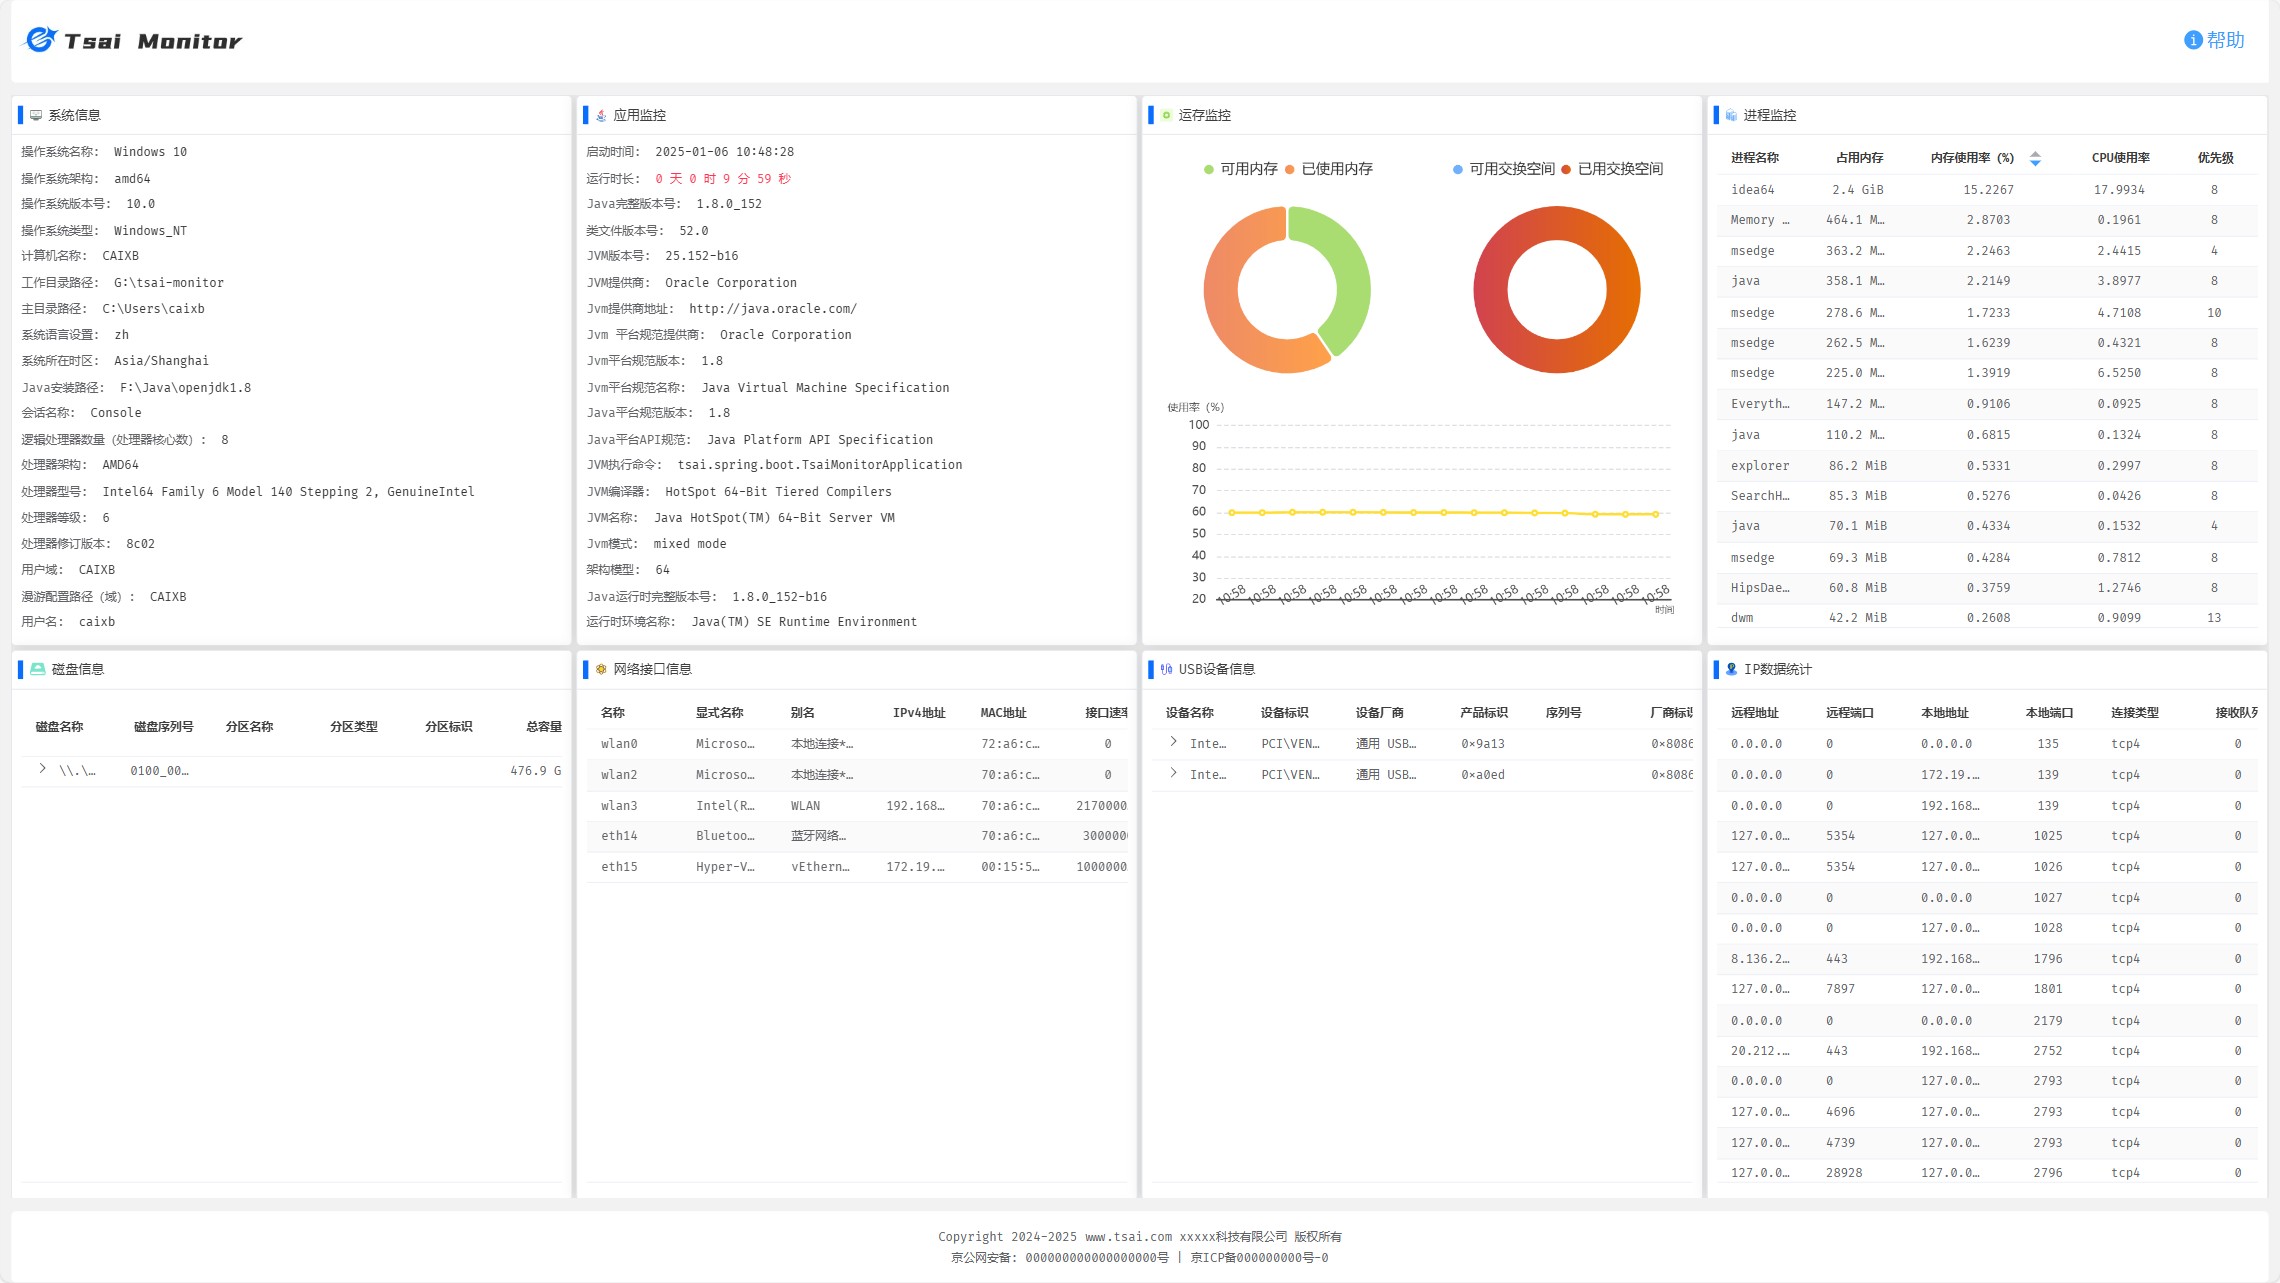 Tsai Monitor
帮助
系统信息
操作系统名称: Windows 10
操作系统架构: amd64
操作系统版本号: 10.0
操作系统类型: Windows_NT
计算机名称: CAIXB
工作目录路径: G:\tsai-monitor
主目录路径: C:\Users\caixb
系统语言设置: zh
系统所在时区: Asia/Shanghai
Java安装路径: F:\Java\openjdk1.8
会话名称: Console
逻辑处理器数量（处理器核心数）: 8
处理器架构: AMD64
处理器型号: Intel64 Family 6 Model 140 Stepping 2, GenuineIntel
处理器等级: 6
处理器修订版本: 8c02
用户域: CAIXB
漫游配置路径（域）: CAIXB
用户名: caixb
应用监控
启动时间: 2025-01-06 10:48:28
运行时长: 0 天 0 时 9 分 59 秒
Java完整版本号: 1.8.0_152
类文件版本号: 52.0
JVM版本号: 25.152-b16
JVM提供商: Oracle Corporation
Jvm提供商地址: http://java.oracle.com/
Jvm 平台规范提供商: Oracle Corporation
Jvm平台规范版本: 1.8
Jvm平台规范名称: Java Virtual Machine Specification
Java平台规范版本: 1.8
Java平台API规范: Java Platform API Specification
JVM执行命令: tsai.spring.boot.TsaiMonitorApplication
JVM编译器: HotSpot 64-Bit Tiered Compilers
JVM名称: Java HotSpot(TM) 64-Bit Server VM
Jvm模式: mixed mode
架构模型: 64
Java运行时完整版本号: 1.8.0_152-b16
运行时环境名称: Java(TM) SE Runtime Environment
运存监控
可用内存 已使用内存
可用交换空间 已用交换空间
使用率（%）
100
90
80
70
60
50
40
30
20
10:58 10:58 10:58 10:58 10:58 10:58 10:58 10:58 10:58 10:58 10:58 10:58 10:58 10:58 10:58
时间
进程监控
进程名称 占用内存 内存使用率（%） CPU使用率 优先级
idea64 2.4 GiB 15.2267 17.9934 8
Memory … 464.1 M… 2.8703 0.1961 8
msedge 363.2 M… 2.2463 2.4415 4
java 358.1 M… 2.2149 3.8977 8
msedge 278.6 M… 1.7233 4.7108 10
msedge 262.5 M… 1.6239 0.4321 8
msedge 225.0 M… 1.3919 6.5250 8
Everyth… 147.2 M… 0.9106 0.0925 8
java 110.2 M… 0.6815 0.1324 8
explorer 86.2 MiB 0.5331 0.2997 8
SearchH… 85.3 MiB 0.5276 0.0426 8
java 70.1 MiB 0.4334 0.1532 4
msedge 69.3 MiB 0.4284 0.7812 8
HipsDae… 60.8 MiB 0.3759 1.2746 8
dwm 42.2 MiB 0.2608 0.9099 13
磁盘信息
磁盘名称 磁盘序列号 分区名称 分区类型 分区标识 总容量
\\.\… 0100_00… 476.9 G
网络接口信息
名称 显式名称 别名 IPv4地址 MAC地址 接口速率
wlan0 Microso… 本地连接*… 72:a6:c… 0
wlan2 Microso… 本地连接*… 70:a6:c… 0
wlan3 Intel(R… WLAN 192.168… 70:a6:c… 2170000
eth14 Bluetoo… 蓝牙网络… 70:a6:c… 300000
eth15 Hyper-V… vEthern… 172.19.… 00:15:5… 1000000
USB设备信息
设备名称 设备标识 设备厂商 产品标识 序列号 厂商标识
Inte… PCI\VEN… 通用 USB… 0×9a13 0×8086
Inte… PCI\VEN… 通用 USB… 0×a0ed 0×8086
IP数据统计
远程地址 远程端口 本地地址 本地端口 连接类型 接收队列
0.0.0.0 0 0.0.0.0 135 tcp4 0
0.0.0.0 0 172.19.… 139 tcp4 0
0.0.0.0 0 192.168… 139 tcp4 0
127.0.0… 5354 127.0.0… 1025 tcp4 0
127.0.0… 5354 127.0.0… 1026 tcp4 0
0.0.0.0 0 0.0.0.0 1027 tcp4 0
0.0.0.0 0 127.0.0… 1028 tcp4 0
8.136.2… 443 192.168… 1796 tcp4 0
127.0.0… 7897 127.0.0… 1801 tcp4 0
0.0.0.0 0 0.0.0.0 2179 tcp4 0
20.212.… 443 192.168… 2752 tcp4 0
0.0.0.0 0 127.0.0… 2793 tcp4 0
127.0.0… 4696 127.0.0… 2793 tcp4 0
127.0.0… 4739 127.0.0… 2793 tcp4 0
127.0.0… 28928 127.0.0… 2796 tcp4 0
Copyright 2024-2025 www.tsai.com xxxxx科技有限公司 版权所有
京公网安备: 000000000000000000号 | 京ICP备000000000号-0